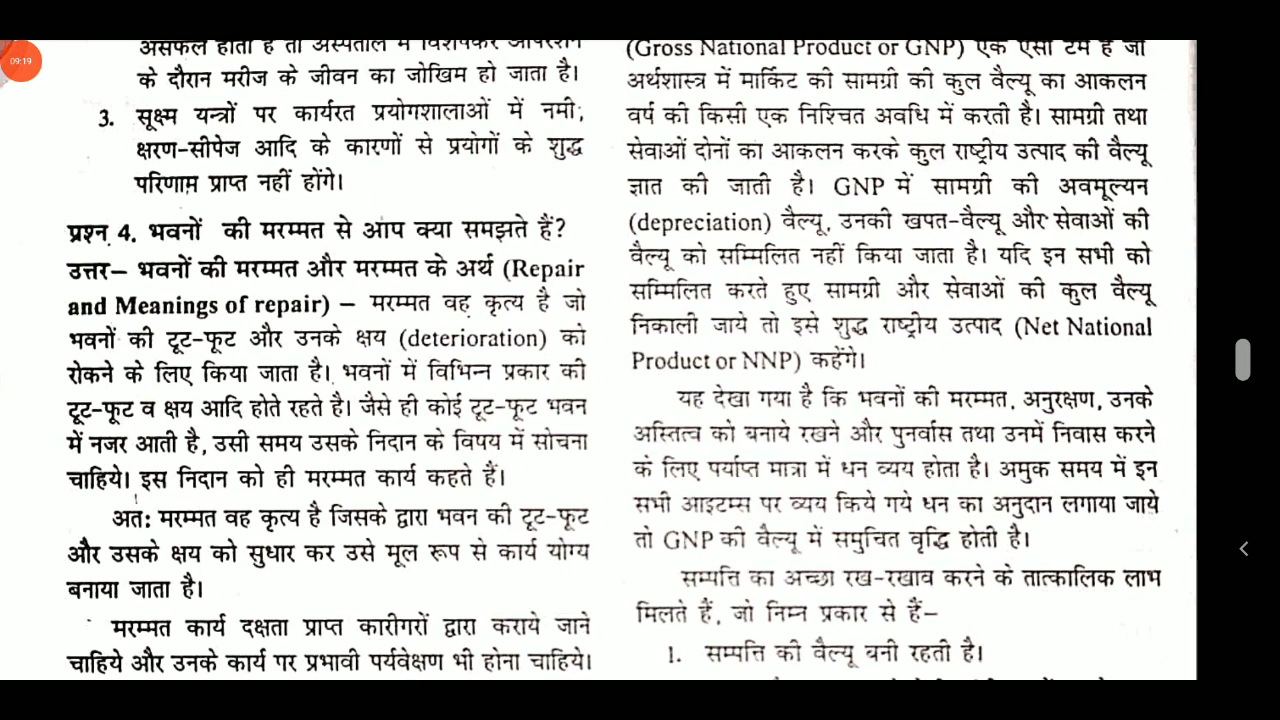 09:19
असफल होता है तो अस्पताल में विशेषकर ऑपरेशन
के दौरान मरीज के जीवन का जोखिम हो जाता है।
3. सूक्ष्म यन्त्रों पर कार्यरत प्रयोगशालाओं में नमी;
क्षरण-सीपेज आदि के कारणों से प्रयोगों के शुद्ध
परिणाम प्राप्त नहीं होंगे।
प्रश्न 4. भवनों की मरम्मत से आप क्या समझते हैं?
उत्तर– भवनों की मरम्मत और मरम्मत के अर्थ (Repair
and Meanings of repair) – मरम्मत वह कृत्य है जो
भवनों की टूट-फूट और उनके क्षय (deterioration) को
रोकने के लिए किया जाता है। भवनों में विभिन्न प्रकार की
टूट-फूट व क्षय आदि होते रहते है। जैसे ही कोई टूट-फूट भवन
में नजर आती है, उसी समय उसके निदान के विषय में सोचना
चाहिये। इस निदान को ही मरम्मत कार्य कहते हैं।
अत: मरम्मत वह कृत्य है जिसके द्वारा भवन की टूट-फूट
और उसके क्षय को सुधार कर उसे मूल रूप से कार्य योग्य
बनाया जाता है।
मरम्मत कार्य दक्षता प्राप्त कारीगरों द्वारा कराये जाने
चाहिये और उनके कार्य पर प्रभावी पर्यवेक्षण भी होना चाहिये।
(Gross National Product or GNP) एक ऐसी टर्म है जो
अर्थशास्त्र में मार्किट की सामग्री की कुल वैल्यू का आकलन
वर्ष की किसी एक निश्चित अवधि में करती है। सामग्री तथा
सेवाओं दोनों का आकलन करके कुल राष्ट्रीय उत्पाद की वैल्यू
ज्ञात की जाती है। GNP में सामग्री की अवमूल्यन
(depreciation) वैल्यू, उनकी खपत-वैल्यू और सेवाओं की
वैल्यू को सम्मिलित नहीं किया जाता है। यदि इन सभी को
सम्मिलित करते हुए सामग्री और सेवाओं की कुल वैल्यू
निकाली जाये तो इसे शुद्ध राष्ट्रीय उत्पाद (Net National
Product or NNP) कहेंगे।
यह देखा गया है कि भवनों की मरम्मत, अनुरक्षण, उनके
अस्तित्व को बनाये रखने और पुनर्वास तथा उनमें निवास करने
के लिए पर्याप्त मात्रा में धन व्यय होता है। अमुक समय में इन
सभी आइटम्स पर व्यय किये गये धन का अनुदान लगाया जाये
तो GNP की वैल्यू में समुचित वृद्धि होती है।
सम्पत्ति का अच्छा रख-रखाव करने के तात्कालिक लाभ
मिलते हैं, जो निम्न प्रकार से हैं–
1. सम्पत्ति की वैल्यू बनी रहती है।